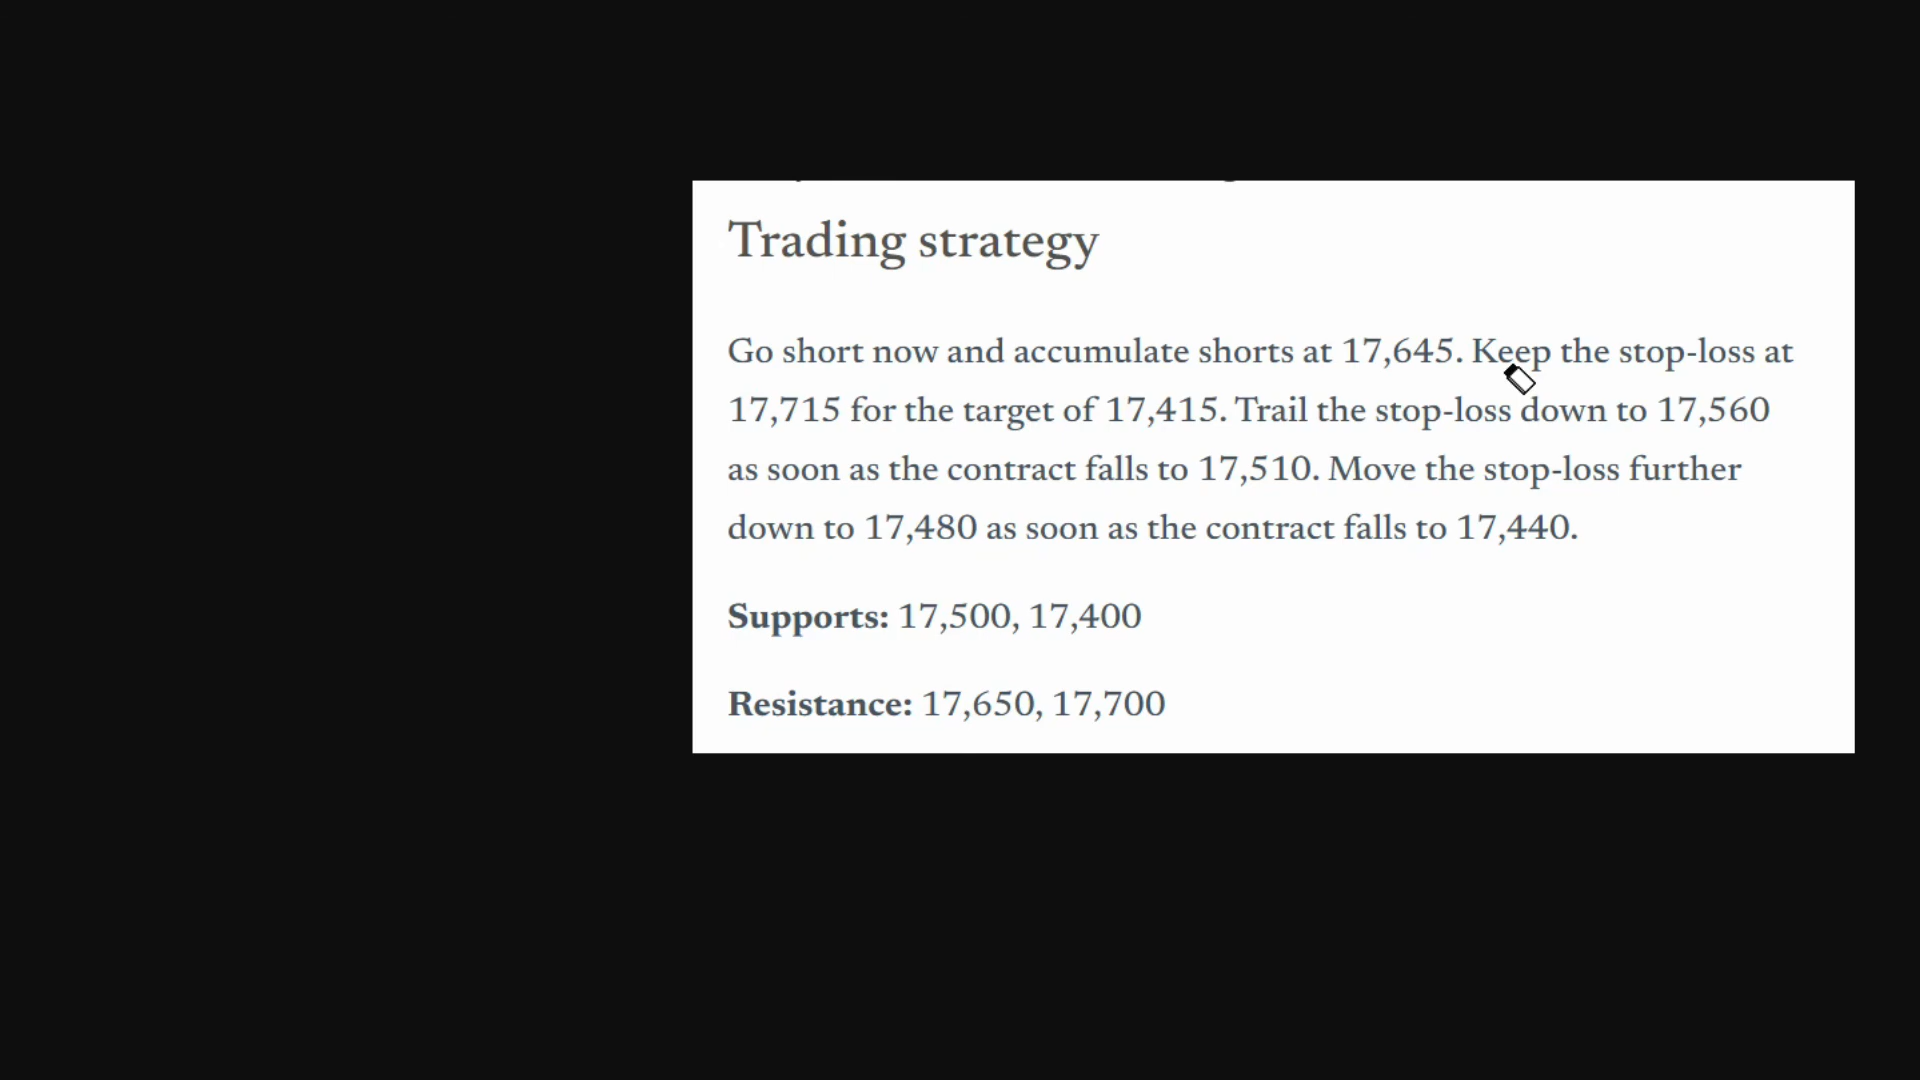 Trading strategy
Go short now and accumulate shorts at 17,645. Keep the stop-loss at
17,715 for the target of 17,415. Trail the stop-loss down to 17,560
as soon as the contract falls to 17,510. Move the stop-loss further
down to 17,480 as soon as the contract falls to 17,440.
Supports: 17,500, 17,400
Resistance: 17,650, 17,700